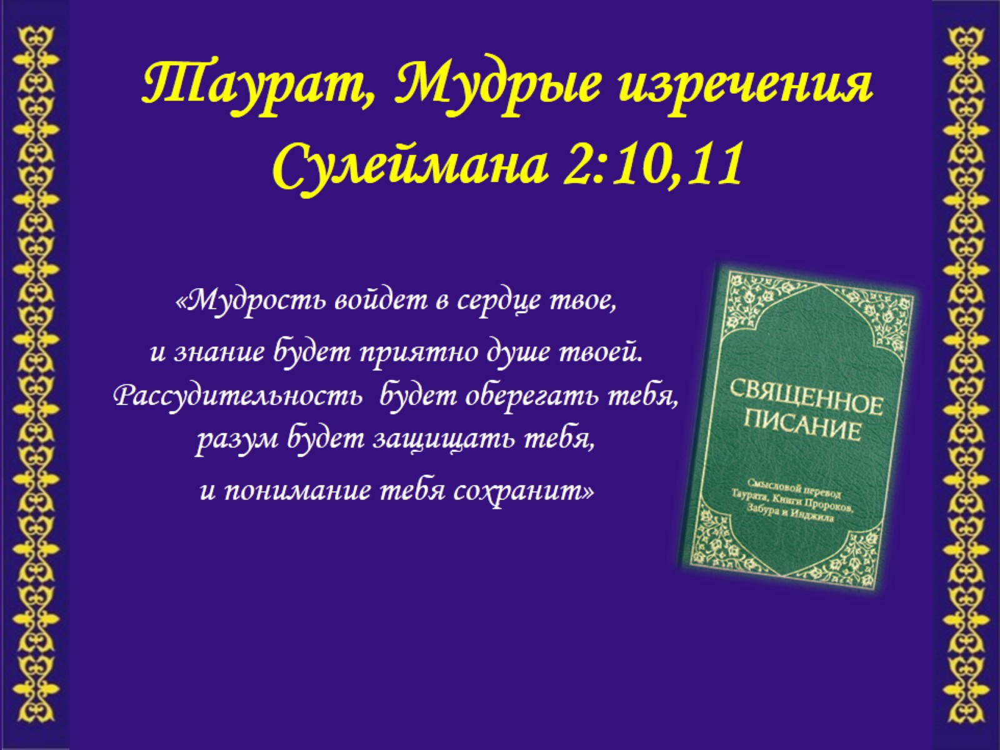 Таурат, Мудрые изречения
Сулеймана 2:10,11
«Мудрость войдет в сердце твое,
и знание будет приятно душе твоей.
Рассудительность будет оберегать тебя,
разум будет защищать тебя,
и понимание тебя сохранит»
СВЯЩЕННОЕ
ПИСАНИЕ
Смысловой перевод
Таурата, Книги Пророков,
Забура и Инджила